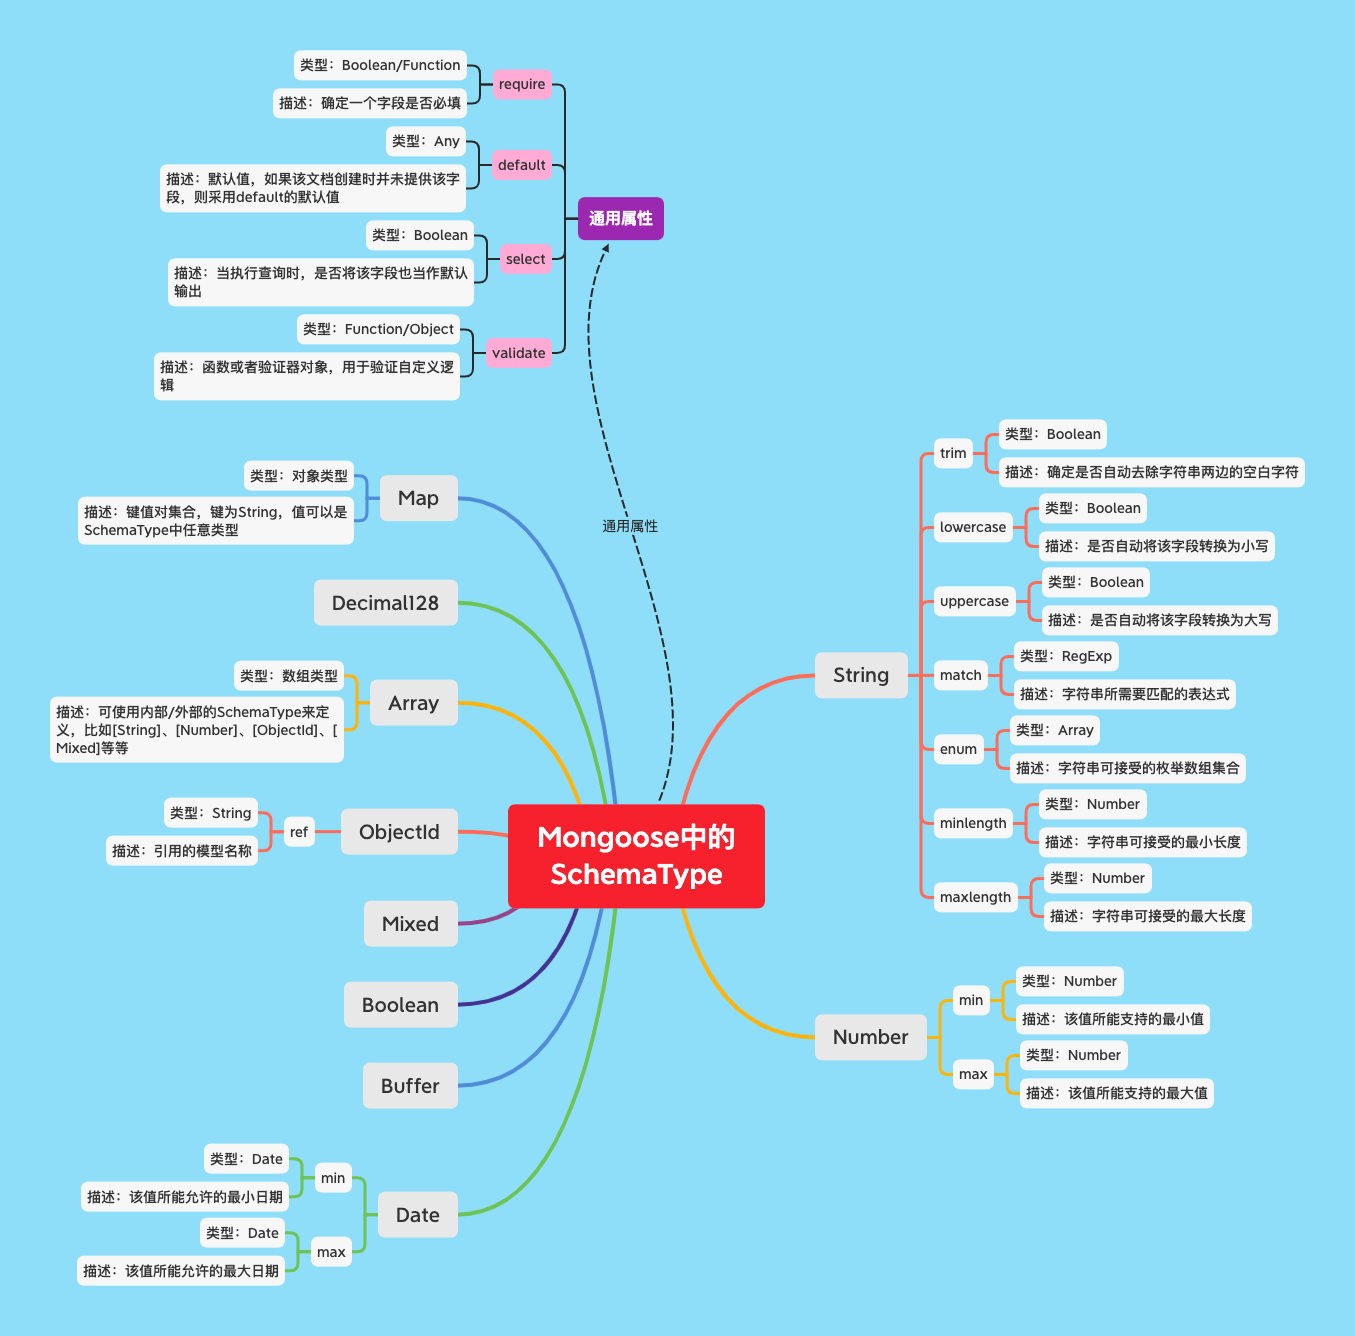 类型：Boolean/Function
require
描述：确定一个字段是否必填
类型：Any
default
描述：默认值，如果该文档创建时并未提供该字
段，则采用default的默认值
通用属性
类型：Boolean
select
描述：当执行查询时，是否将该字段也当作默认
输出
类型：Function/Object
validate
描述：函数或者验证器对象，用于验证自定义逻
辑
通用属性
类型：对象类型
Map
描述：键值对集合，键为String，值可以是
SchemaType中任意类型
Decimal128
类型：数组类型
Array
描述：可使用内部/外部的SchemaType来定
义，比如[String]、[Number]、[ObjectId]、[
Mixed]等等
类型：String
ref
ObjectId
描述：引用的模型名称
Mongoose中的
SchemaType
Mixed
Boolean
Buffer
类型：Date
min
描述：该值所能允许的最小日期
Date
类型：Date
max
描述：该值所能允许的最大日期
String
trim
类型：Boolean
描述：确定是否自动去除字符串两边的空白字符
lowercase
类型：Boolean
描述：是否自动将该字段转换为小写
uppercase
类型：Boolean
描述：是否自动将该字段转换为大写
match
类型：RegExp
描述：字符串所需要匹配的表达式
enum
类型：Array
描述：字符串可接受的枚举数组集合
minlength
类型：Number
描述：字符串可接受的最小长度
maxlength
类型：Number
描述：字符串可接受的最大长度
Number
min
类型：Number
描述：该值所能支持的最小值
max
类型：Number
描述：该值所能支持的最大值